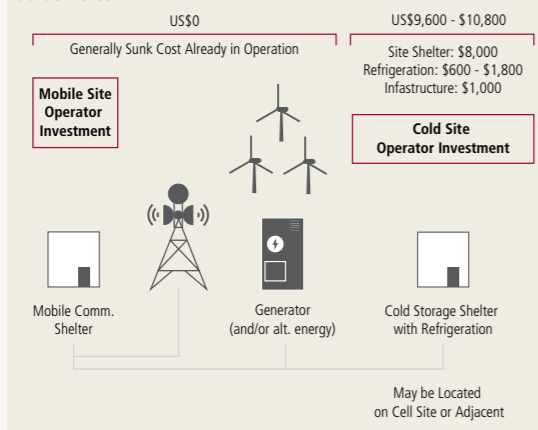 US$0
US$9,600 - $10,800
Generally Sunk Cost Already in Operation
Site Shelter: $8,000
Refrigeration: $600 - $1,800
Infastructure: $1,000
Mobile Site
Operator
Investment
Cold Site
Operator Investment
Mobile Comm.
Shelter
Generator
(and/or alt. energy)
Cold Storage Shelter
with Refrigeration
May be Located
on Cell Site or Adjacent